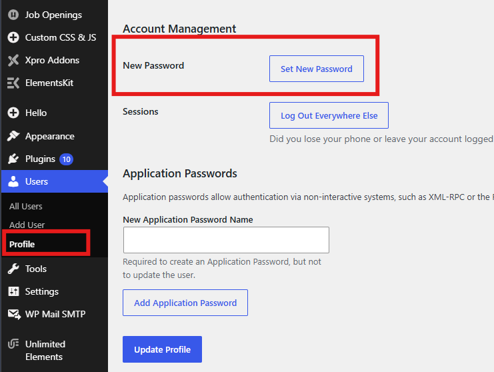 Job Openings
Custom CSS & JS
Xpro Addons
ElementsKit
Hello
Appearance
Plugins 10
Users
All Users
Add User
Profile
Tools
Settings
WP Mail SMTP
Unlimited
Elements
Account Management
New Password
Set New Password
Sessions
Log Out Everywhere Else
Did you lose your phone or leave your account logged
Application Passwords
Application passwords allow authentication via non-interactive systems, such as XML-RPC or the
New Application Password Name
Required to create an Application Password, but not
to update the user.
Add Application Password
Update Profile